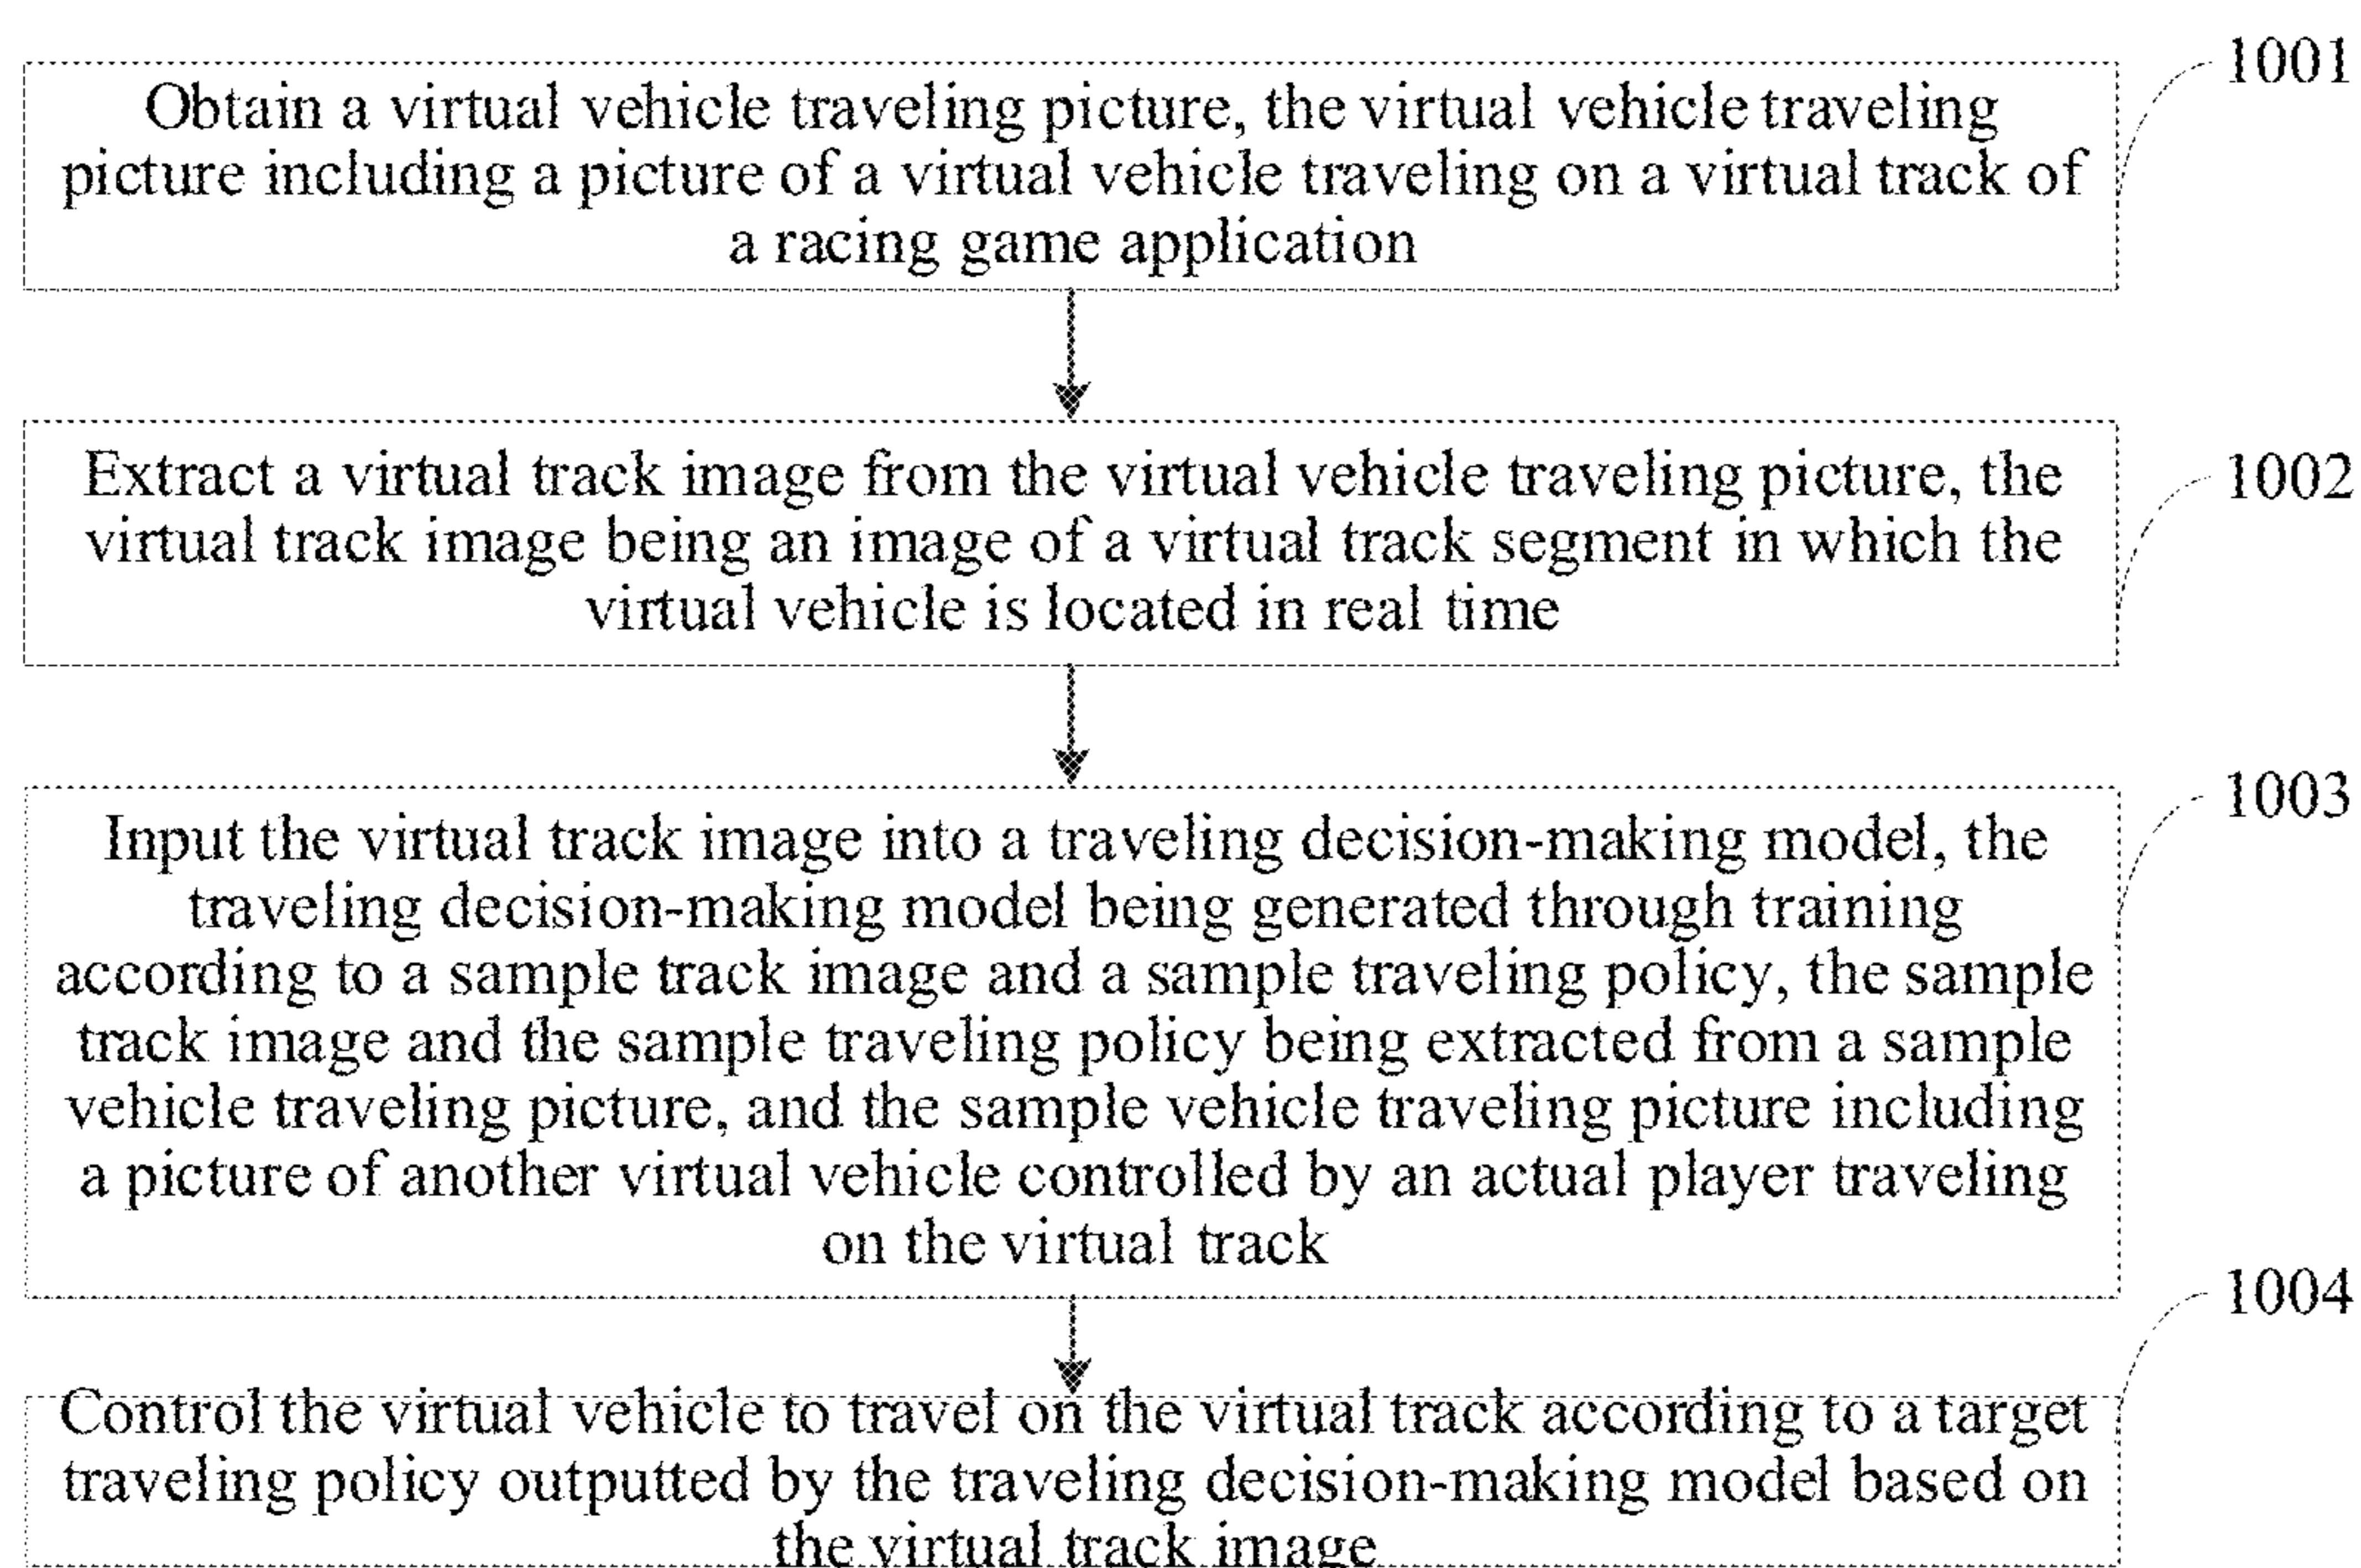 1001
Obtain a virtual vehicle traveling picture, the virtual vehicle traveling
picture including a picture of a virtual vehicle traveling on a virtual track of
a racing game application
1002
Extract a virtual track image from the virtual vehicle traveling picture, the
virtual track image being an image of a virtual track segment in which the
virtual vehicle is located in real time
1003
Input the virtual track image into a traveling decision-making model, the
traveling decision-making model being generated through training
according to a sample track image and a sample traveling policy, the sample
track image and the sample traveling policy being extracted from a sample
vehicle traveling picture, and the sample vehicle traveling picture including
a picture of another virtual vehicle controlled by an actual player traveling
on the virtual track
1004
Control the virtual vehicle to travel on the virtual track according to a target
traveling policy outputted by the traveling decision-making model based on
the virtual track image